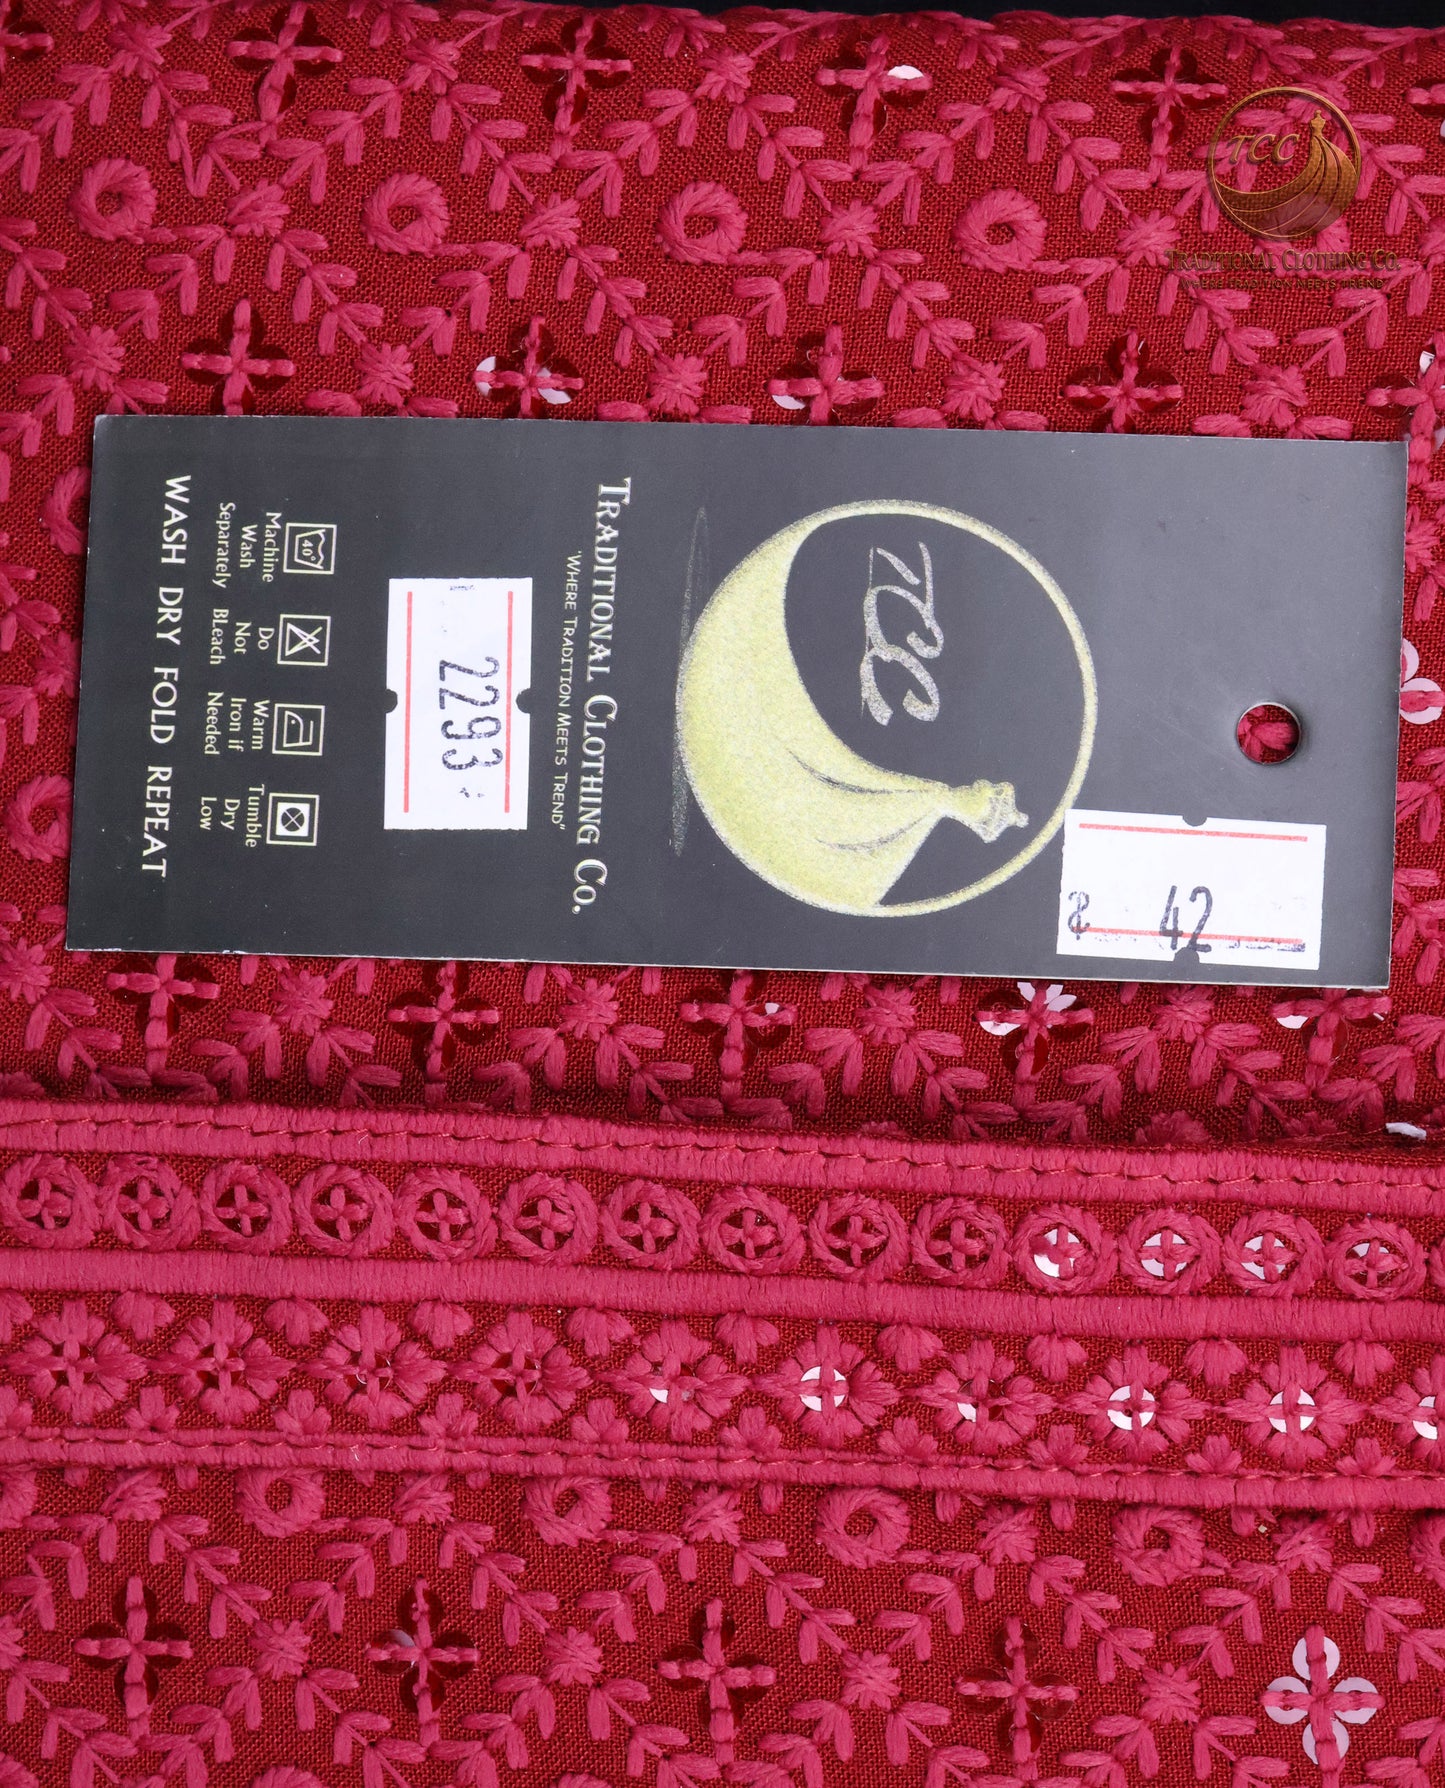 TCC
TRADITIONAL CLOTHING CO.
"WHERE TRADITION MEETS TREND"
42
TCC
TRADITIONAL CLOTHING CO.
"WHERE TRADITION MEETS TREND"
2293
40°
Machine Wash Separately
Do Not BLeach
Warm Iron if Needed
Tumble Dry Low
WASH DRY FOLD REPEAT